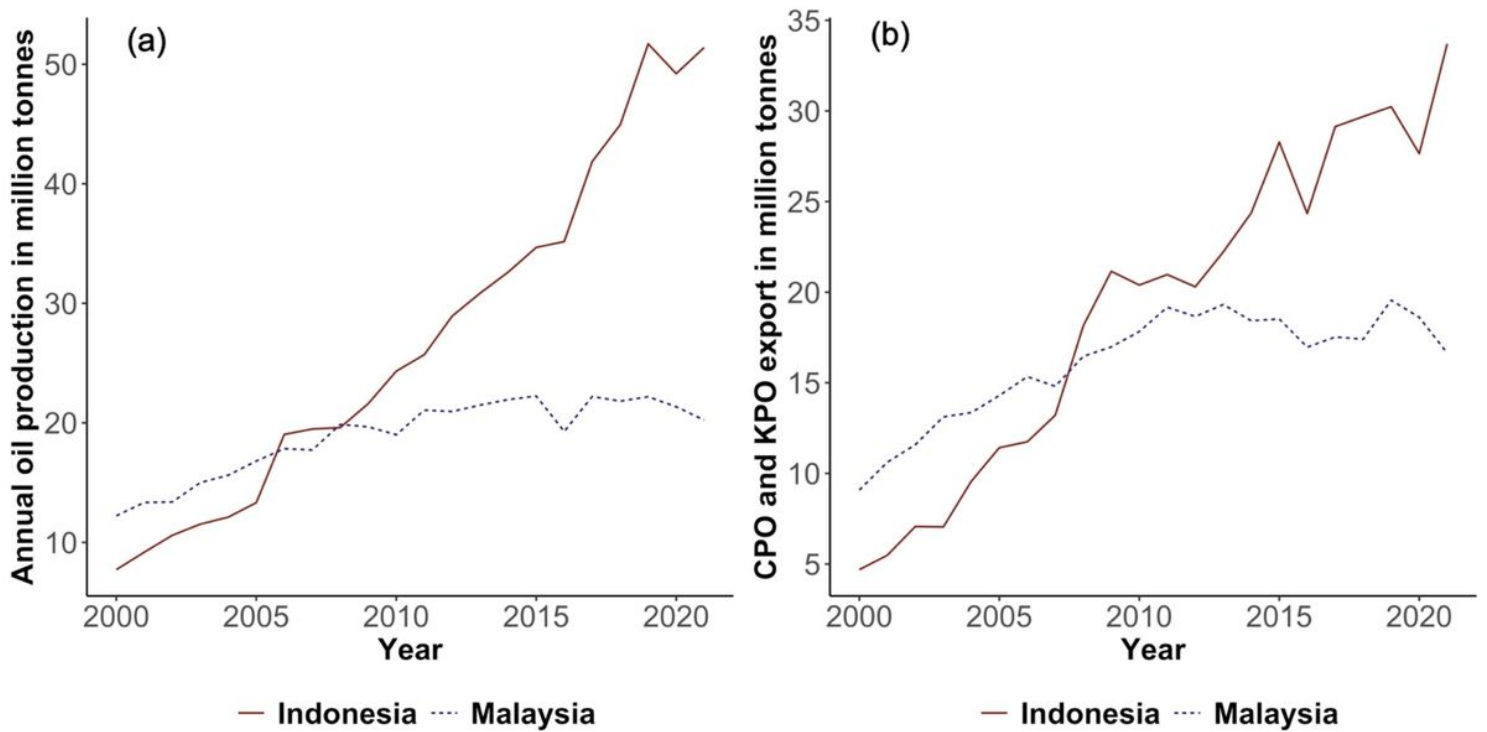 (a)
Annual oil production in million tonnes
50
40
30
20
10
2000 2005 2010 2015 2020
Year
Indonesia Malaysia
(b)
CPO and KPO export in million tonnes
35
30
25
20
15
10
5
2000 2005 2010 2015 2020
Year
Indonesia Malaysia